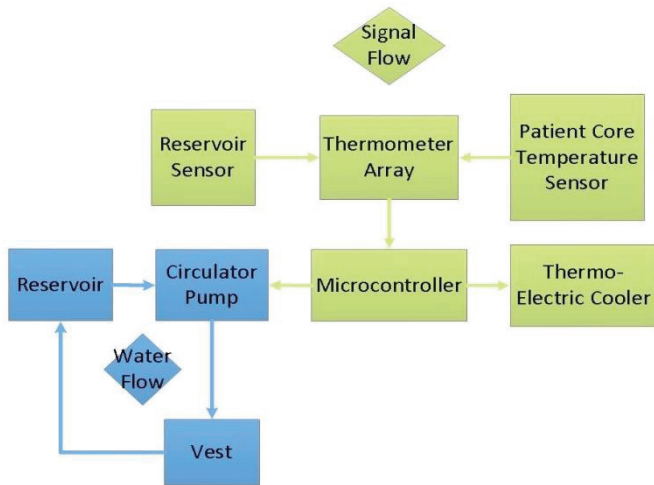 Signal
Flow
Reservoir
Sensor
Thermometer
Array
Patient Core
Temperature
Sensor
Reservoir
Circulator
Pump
Microcontroller
Thermo-
Electric Cooler
Water
Flow
Vest